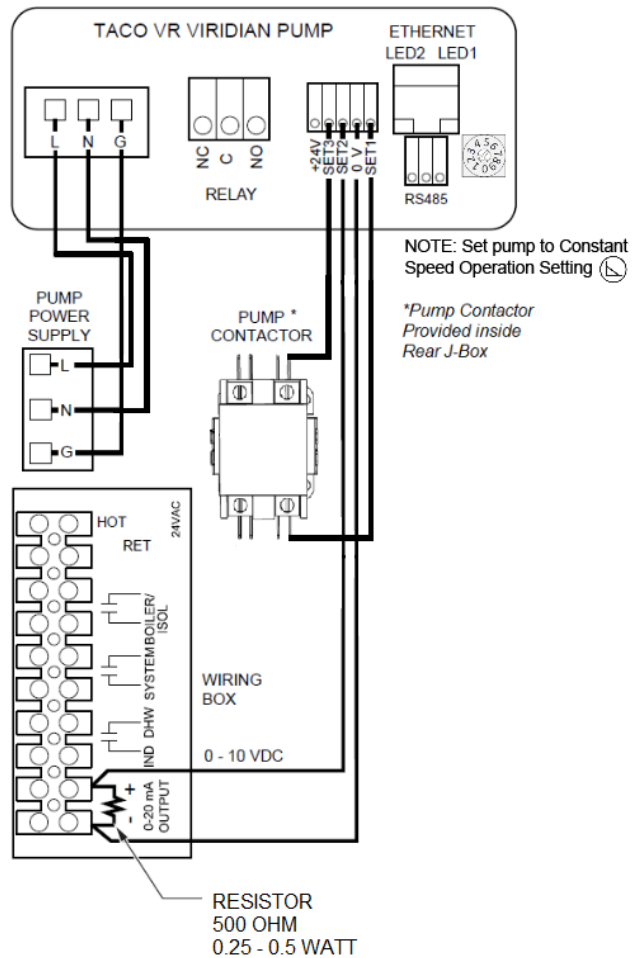 TACO VR VIRIDIAN PUMP
ETHERNET
LED2 LED1
L N G
NC
C
NO
RELAY
+24V
SET3
SET2
0 V
SET1
RS485
NOTE: Set pump to Constant
Speed Operation Setting
*Pump Contactor
Provided inside
Rear J-Box
PUMP
POWER
SUPPLY
L
N
G
PUMP *
CONTACTOR
HOT
RET
24VAC
BOILER/
ISOL
SYSTEM
DHW
IND
WIRING
BOX
0 - 10 VDC
+
-
0-20 mA
OUTPUT
RESISTOR
500 OHM
0.25 - 0.5 WATT